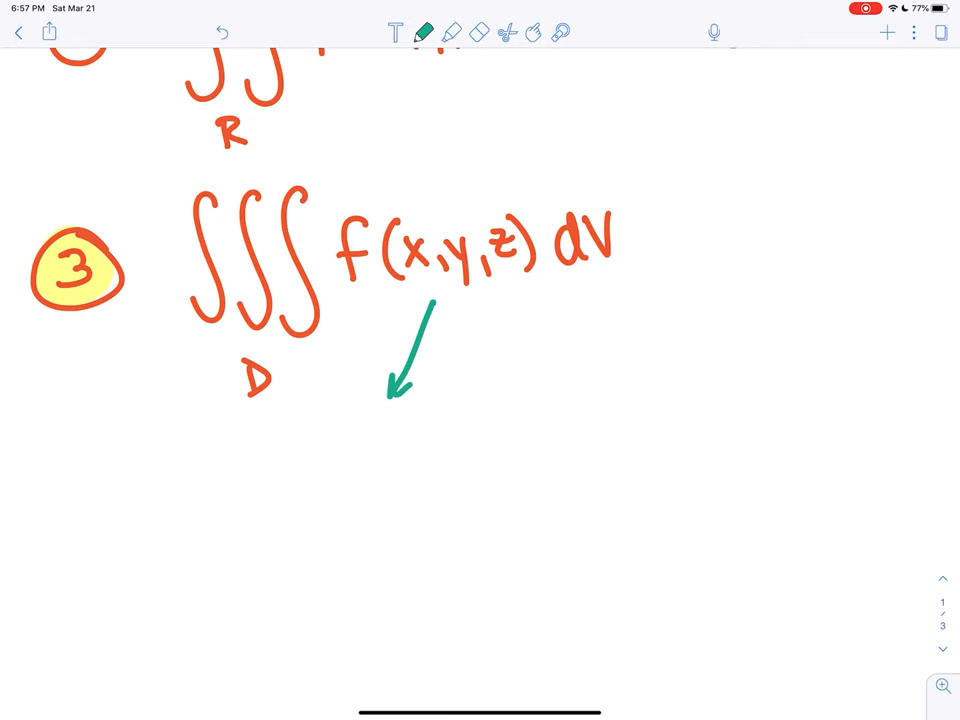 6:57 PM Sat Mar 21
77%
T
∫∫
R
3
∫∫∫ f(x,y,z) dV
D
1
/
3